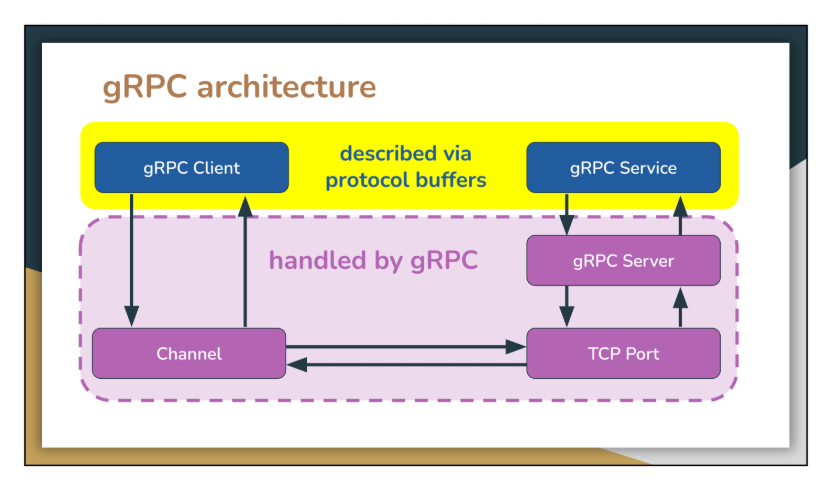 gRPC architecture
gRPC Client
described via
protocol buffers
gRPC Service
handled by gRPC
gRPC Server
Channel
TCP Port